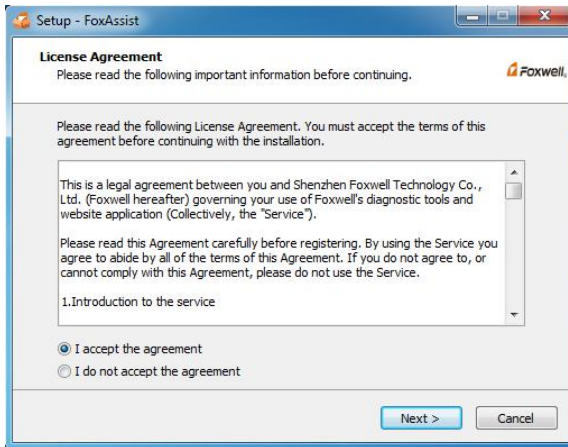 Setup - FoxAssist
License Agreement
Please read the following important information before continuing.
Foxwell
Please read the following License Agreement. You must accept the terms of this
agreement before continuing with the installation.
This is a legal agreement between you and Shenzhen Foxwell Technology Co.,
Ltd. (Foxwell hereafter) governing your use of Foxwell's diagnostic tools and
website application (Collectively, the "Service").
Please read this Agreement carefully before registering. By using the Service you
agree to abide by all of the terms of this Agreement. If you do not agree to, or
cannot comply with this Agreement, please do not use the Service.
1.Introduction to the service
I accept the agreement
I do not accept the agreement
Next >
Cancel